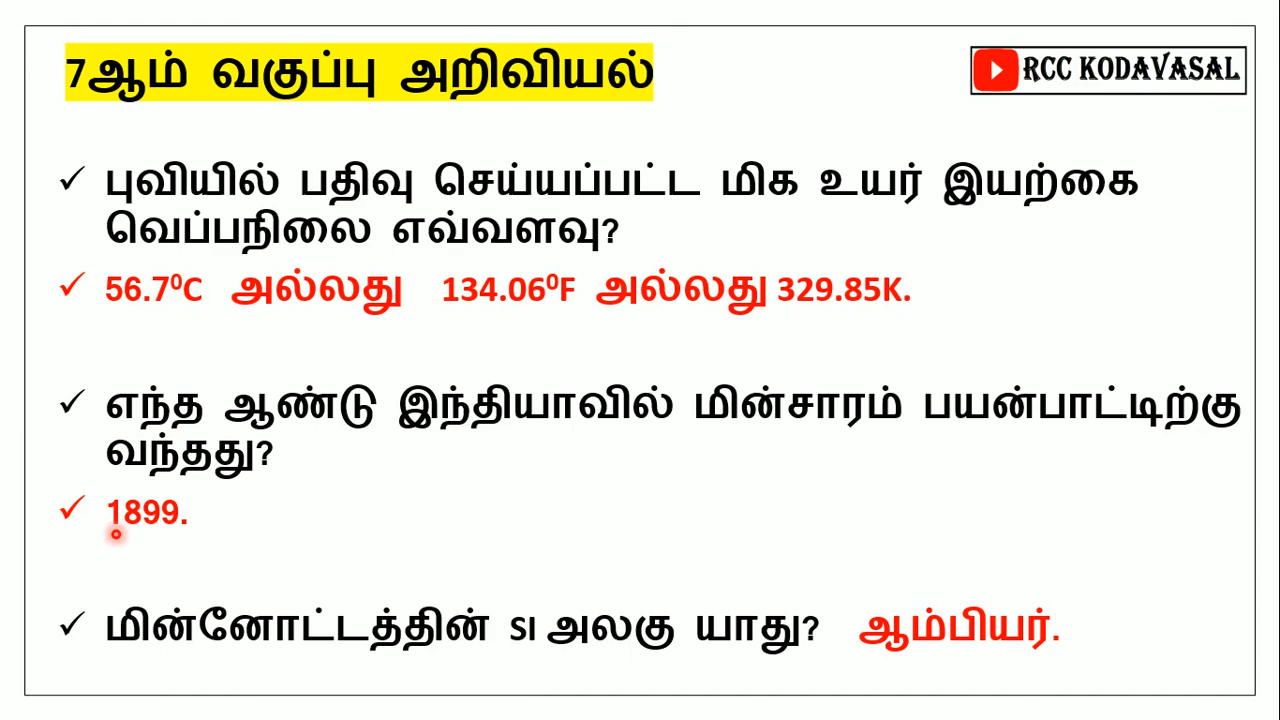 7ஆம் வகுப்பு அறிவியல்
RCC KODAVASAL
✓ புவியில் பதிவு செய்யப்பட்ட மிக உயர் இயற்கை
வெப்பநிலை எவ்வளவு?
✓ 56.7⁰C அல்லது 134.06⁰F அல்லது 329.85K.
✓ எந்த ஆண்டு இந்தியாவில் மின்சாரம் பயன்பாட்டிற்கு
வந்தது?
✓ 1899.
✓ மின்னோட்டத்தின் SI அலகு யாது? ஆம்பியர்.